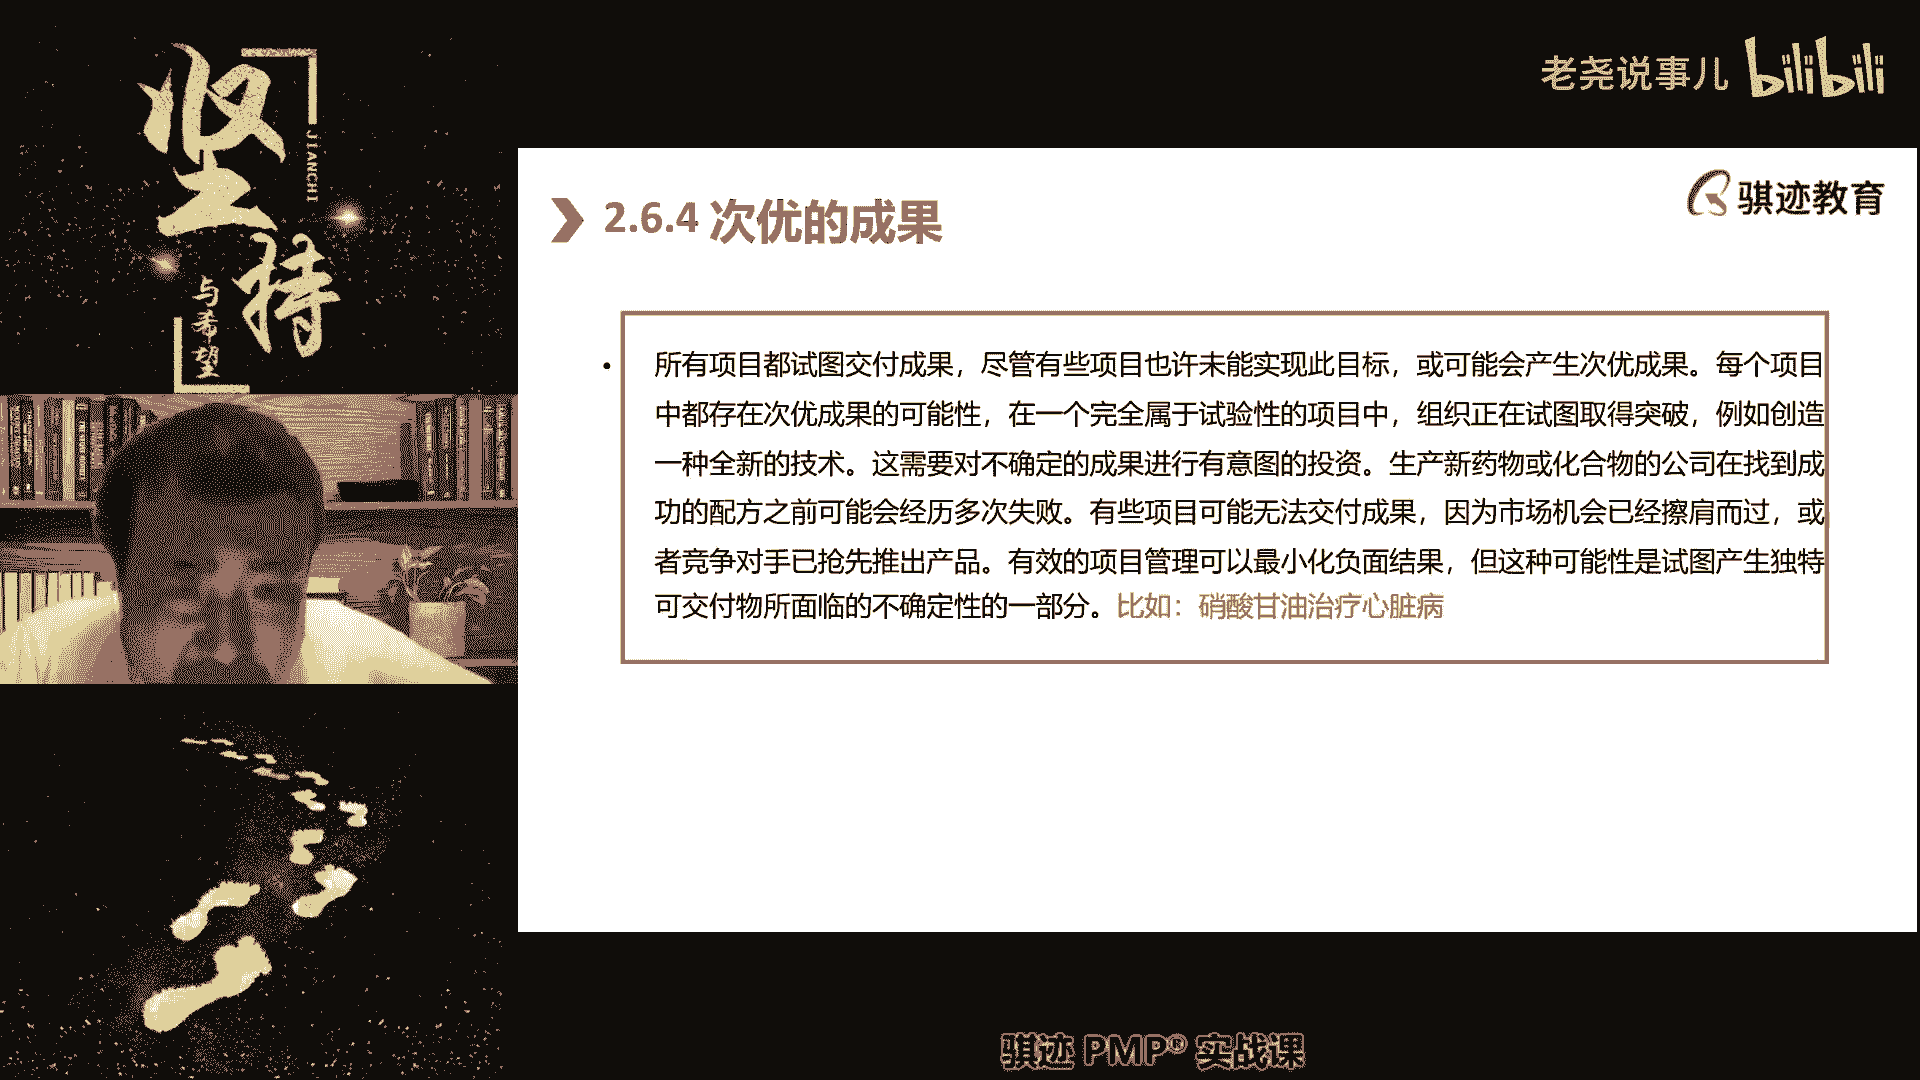 坚持
JIANCHI
与希望
老尧说事儿 bilibili
骐迹教育
2.6.4 次优的成果
• 所有项目都试图交付成果，尽管有些项目也许未能实现此目标，或可能会产生次优成果。每个项目
中都存在次优成果的可能性，在一个完全属于试验性的项目中，组织正在试图取得突破，例如创造
一种全新的技术。这需要对不确定的成果进行有意图的投资。生产新药物或化合物的公司在找到成
功的配方之前可能会经历多次失败。有些项目可能无法交付成果，因为市场机会已经擦肩而过，或
者竞争对手已抢先推出产品。有效的项目管理可以最小化负面结果，但这种可能性是试图产生独特
可交付物所面临的不确定性的一部分。比如：硝酸甘油治疗心脏病
骐迹 PMP® 实战课